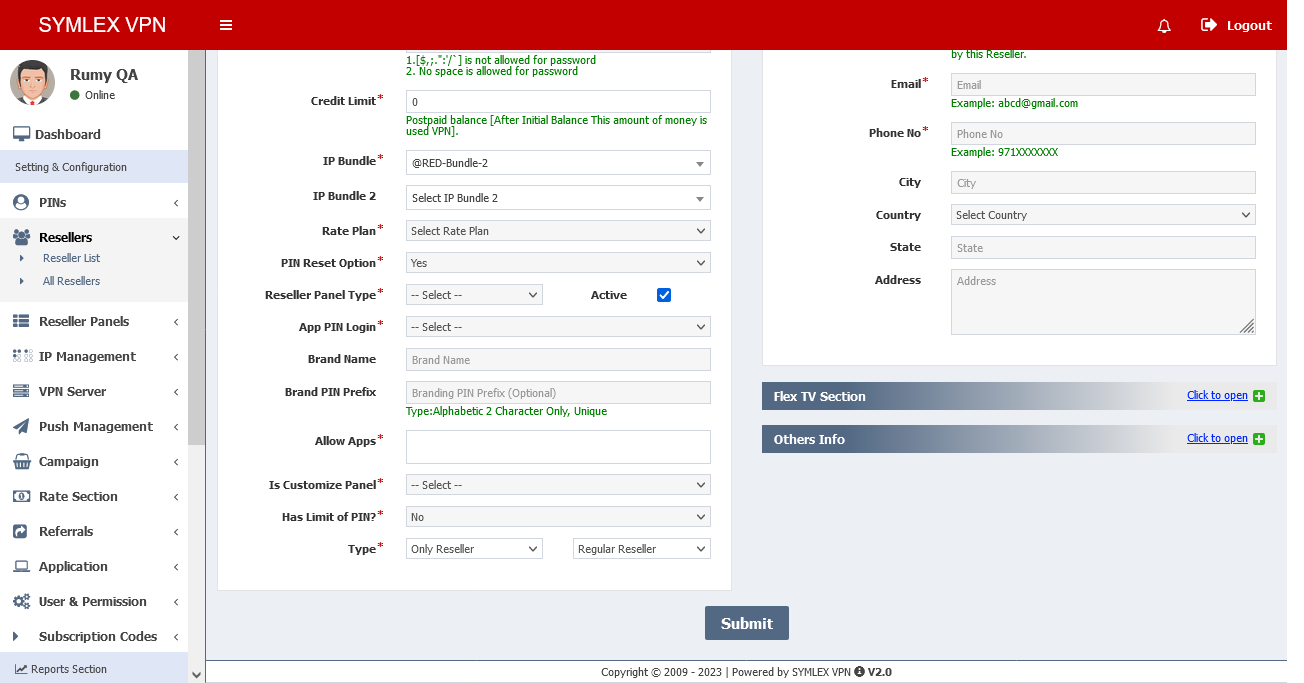 SYMLEX VPN
Logout
Rumy QA
Online
Dashboard
Setting & Configuration
PINs
Resellers
Reseller List
All Resellers
Reseller Panels
IP Management
VPN Server
Push Management
Campaign
Rate Section
Referrals
Application
User & Permission
Subscription Codes
Reports Section
1.[$,;.":'/`] is not allowed for password
2. No space is allowed for password
Credit Limit* 0
Postpaid balance [After Initial Balance This amount of money is
used VPN].
IP Bundle* @RED-Bundle-2
IP Bundle 2 Select IP Bundle 2
Rate Plan* Select Rate Plan
PIN Reset Option* Yes
Reseller Panel Type* -- Select -- Active
App PIN Login* -- Select --
Brand Name Brand Name
Brand PIN Prefix Branding PIN Prefix (Optional)
Type:Alphabetic 2 Character Only, Unique
Allow Apps*
Is Customize Panel* -- Select --
Has Limit of PIN?* No
Type* Only Reseller Regular Reseller
by this Reseller.
Email* Email
Example: abcd@gmail.com
Phone No* Phone No
Example: 971XXXXXXX
City City
Country Select Country
State State
Address Address
Flex TV Section Click to open
Others Info Click to open
Submit
Copyright © 2009 - 2023 | Powered by SYMLEX VPN V2.0